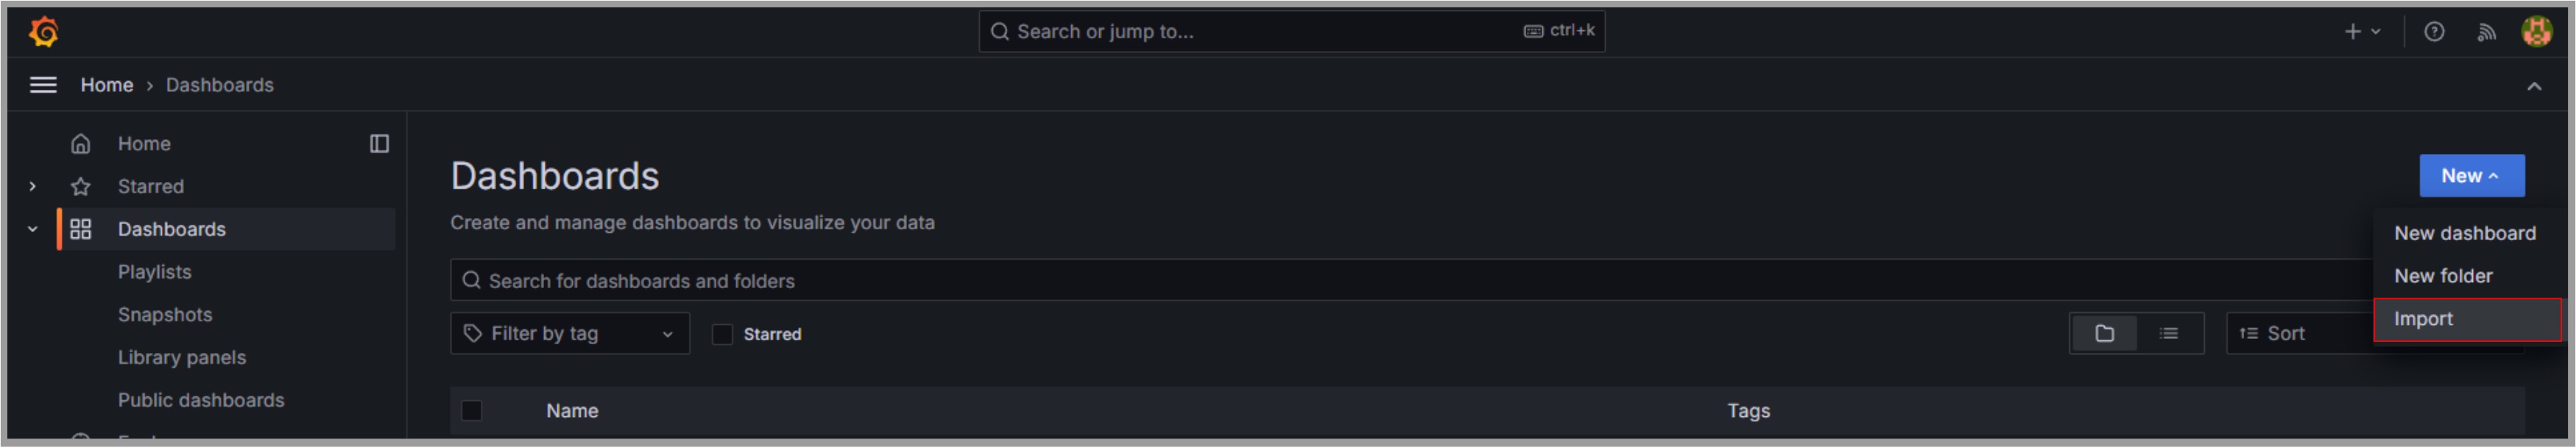 Search or jump to...
ctrl+k
Home › Dashboards
Home
Starred
Dashboards
Playlists
Snapshots
Library panels
Public dashboards
Dashboards
Create and manage dashboards to visualize your data
New
New dashboard
New folder
Import
Search for dashboards and folders
Filter by tag
Starred
Sort
Name
Tags